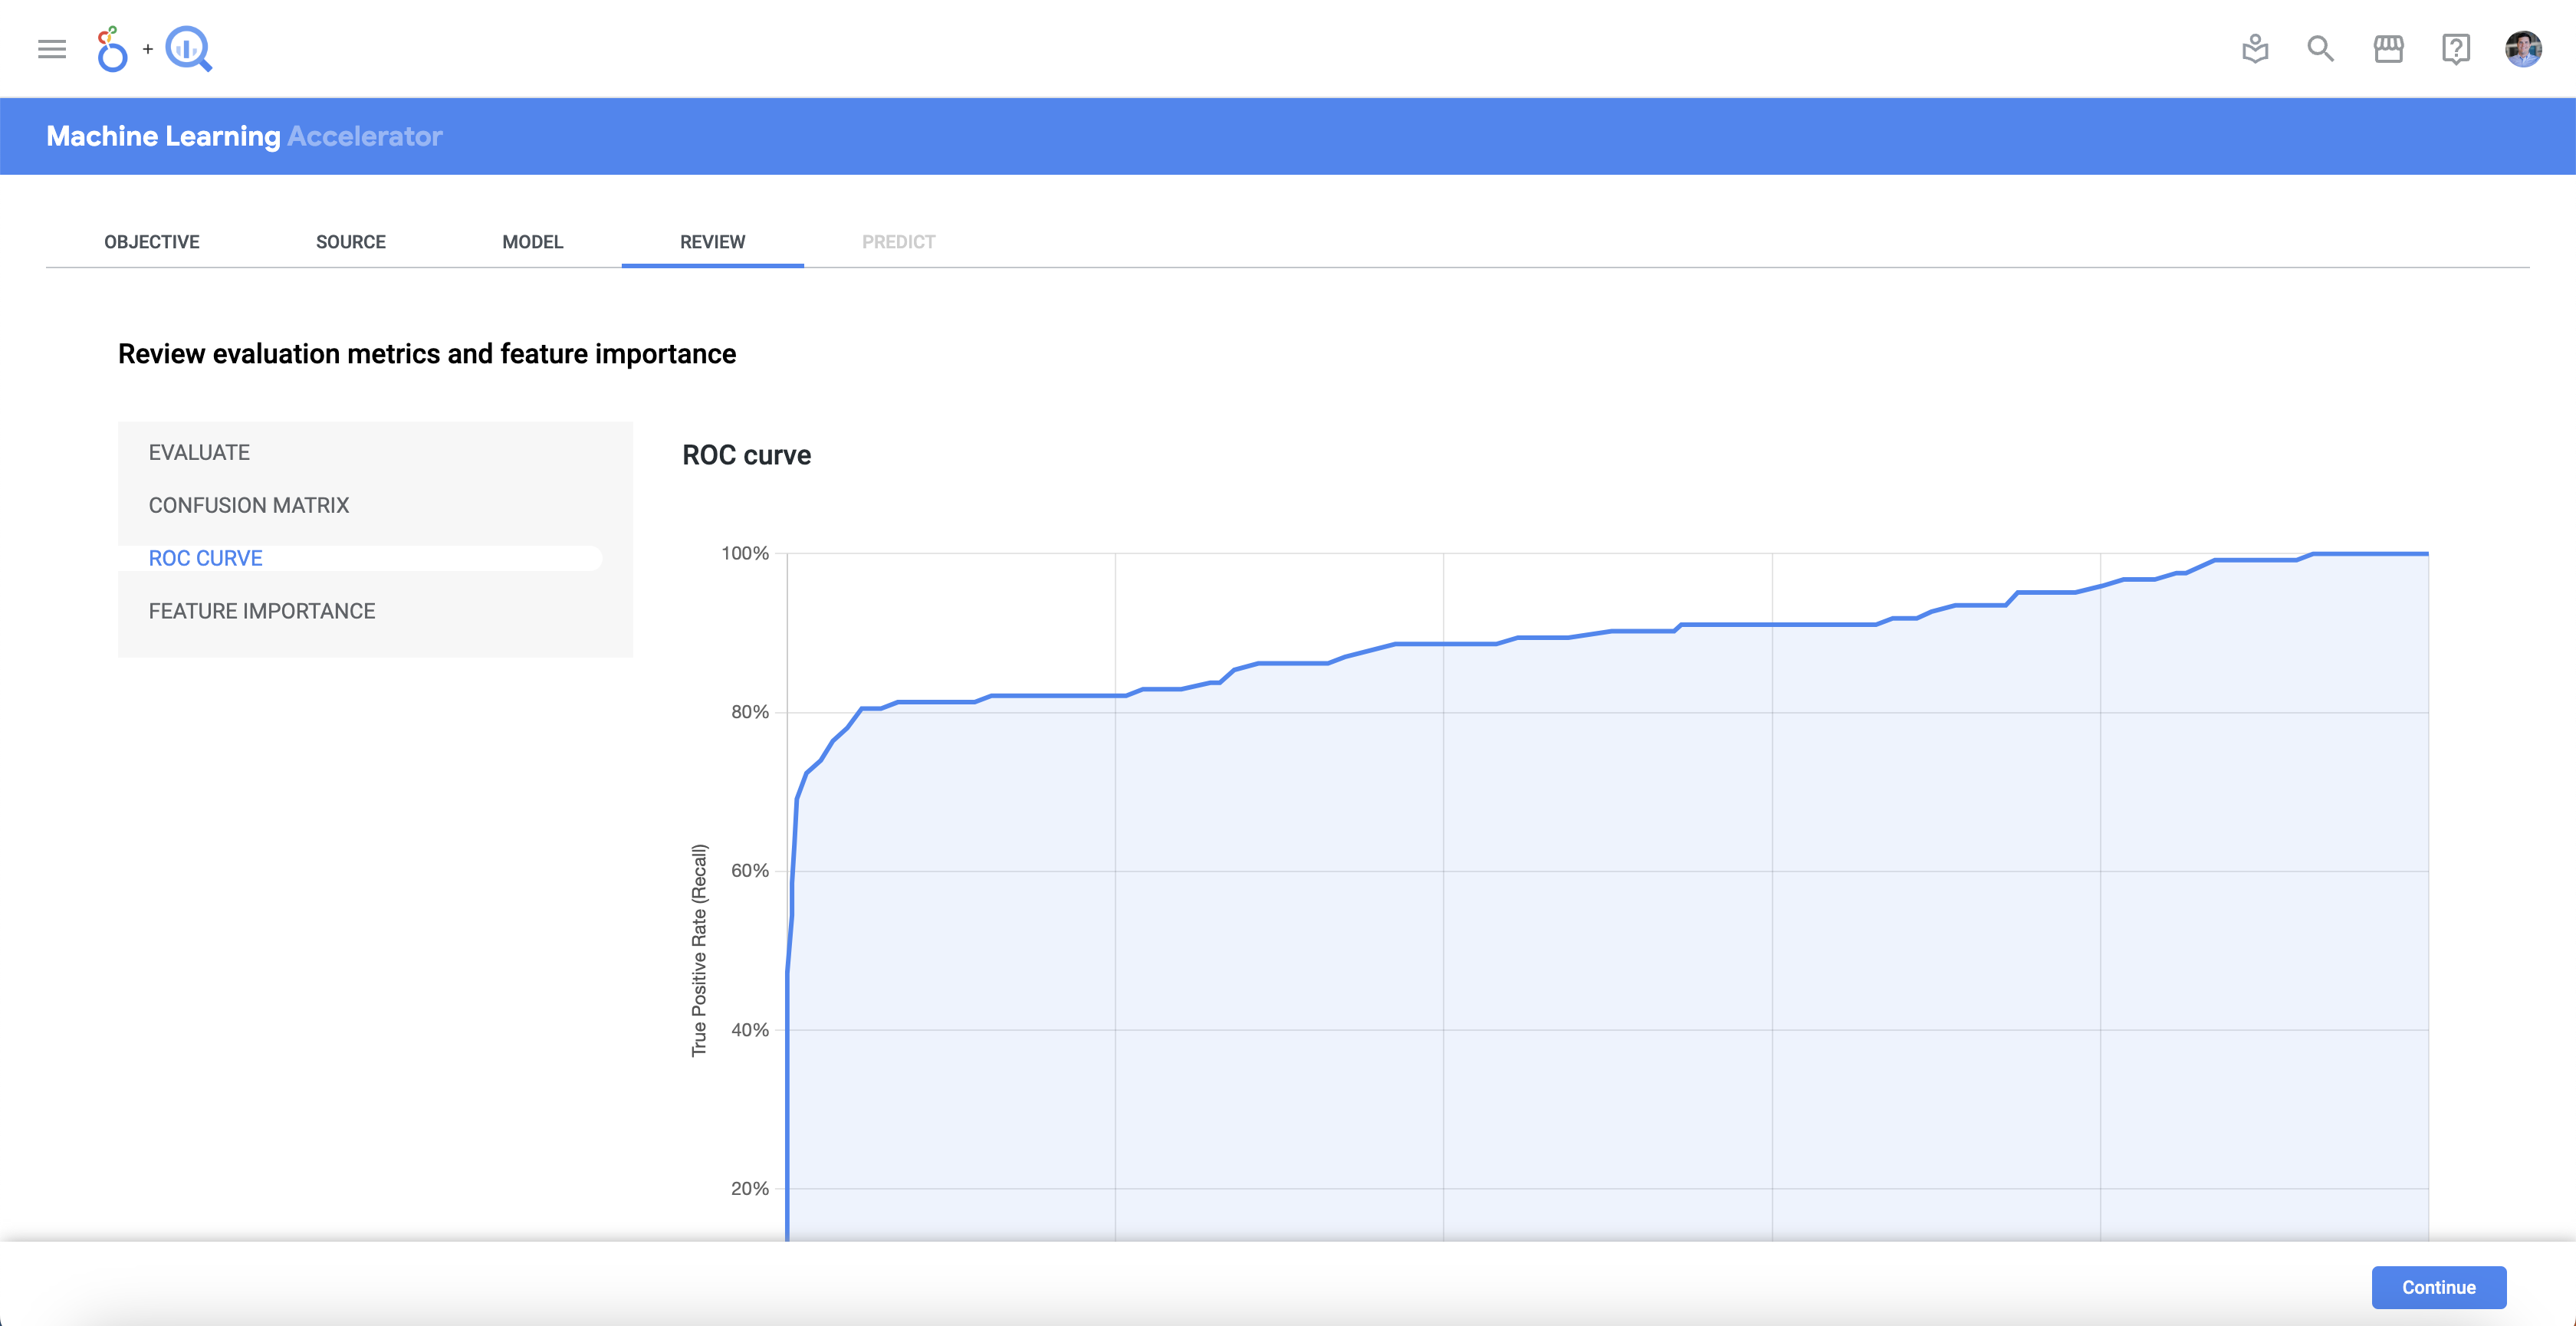 +
Machine Learning Accelerator
OBJECTIVE
SOURCE
MODEL
REVIEW
PREDICT
Review evaluation metrics and feature importance
EVALUATE
CONFUSION MATRIX
ROC CURVE
FEATURE IMPORTANCE
ROC curve
100%
80%
60%
40%
20%
True Positive Rate (Recall)
Continue